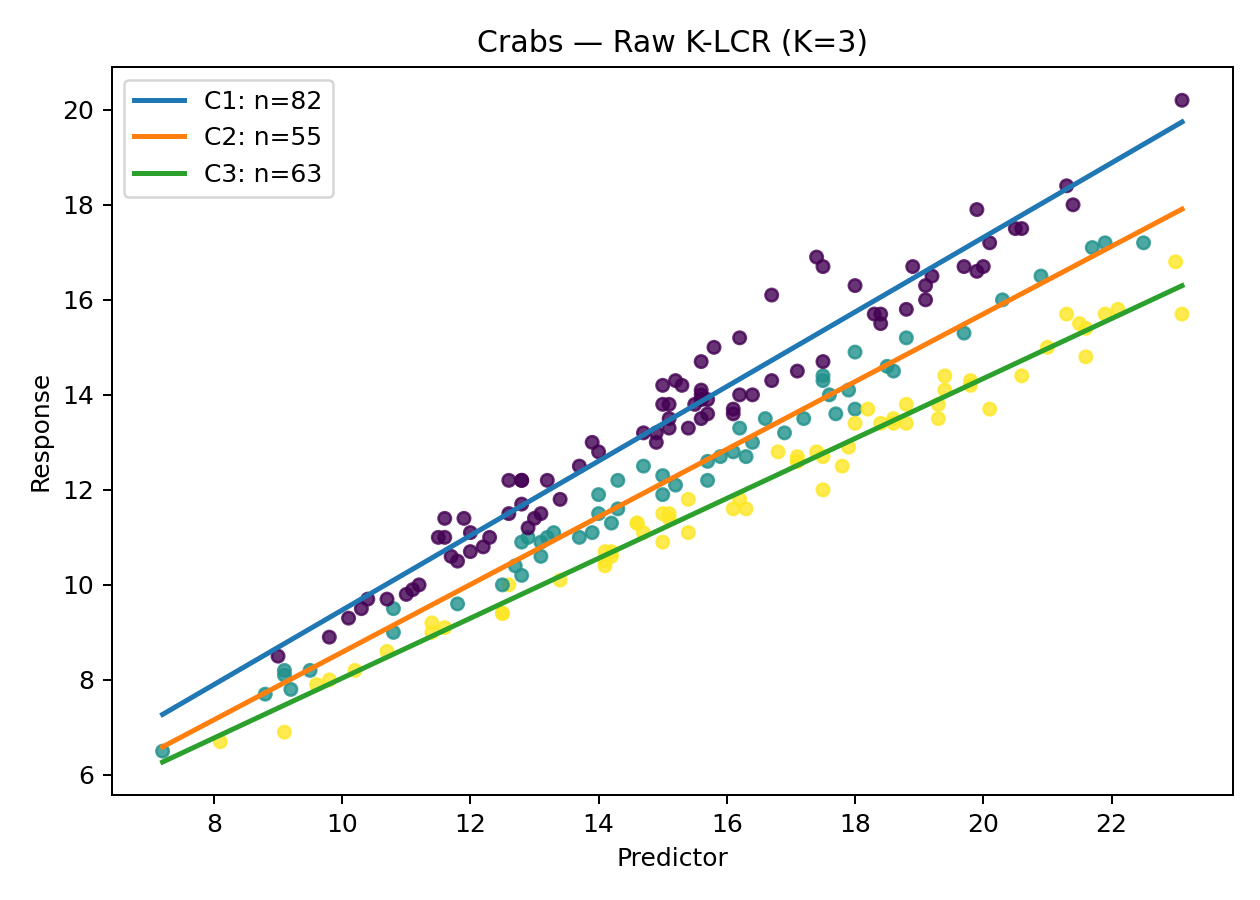 Crabs — Raw K-LCR (K=3)
C1: n=82
C2: n=55
C3: n=63
20
18
16
14
12
10
8
6
Response
8 10 12 14 16 18 20 22
Predictor